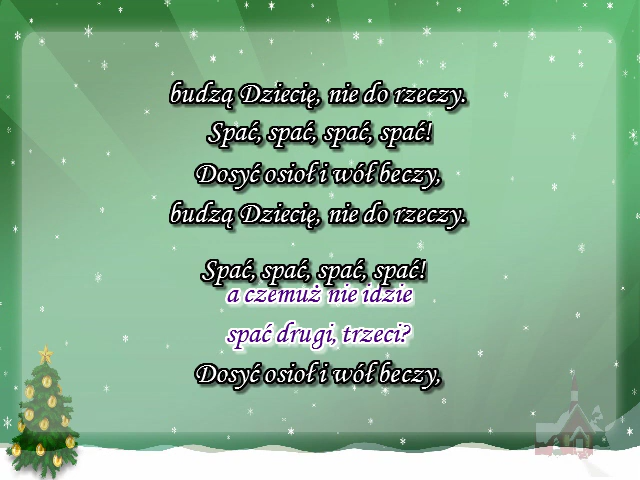 budzą Dziecię, nie do rzeczy.
Spać, spać, spać, spać!
Dosyć osioł i wół beczy,
budzą Dziecię, nie do rzeczy.
Spać, spać, spać, spać!
a czemuż nie idzie
spać drugi, trzeci?
Dosyć osioł i wół beczy,